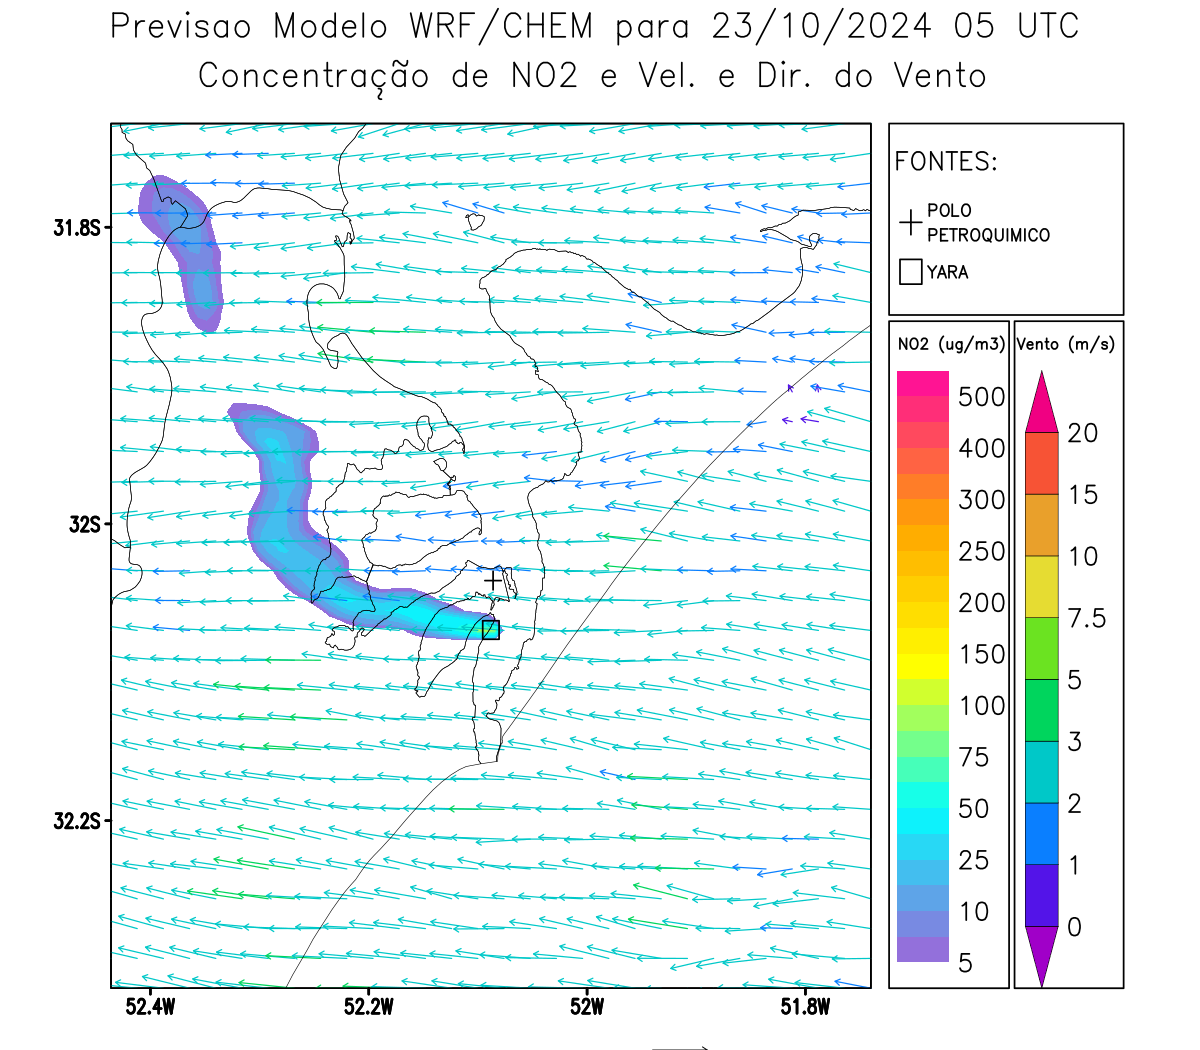 Previsao Modelo WRF/CHEM para 23/10/2024 05 UTC
Concentração de NO2 e Vel. e Dir. do Vento
FONTES:
POLO
PETROQUIMICO
YARA
31.8S
32S
32.2S
52.4W
52.2W
52W
51.8W
NO2 (ug/m3)
500
400
300
250
200
150
100
75
50
25
10
5
Vento (m/s)
20
15
10
7.5
5
3
2
1
0